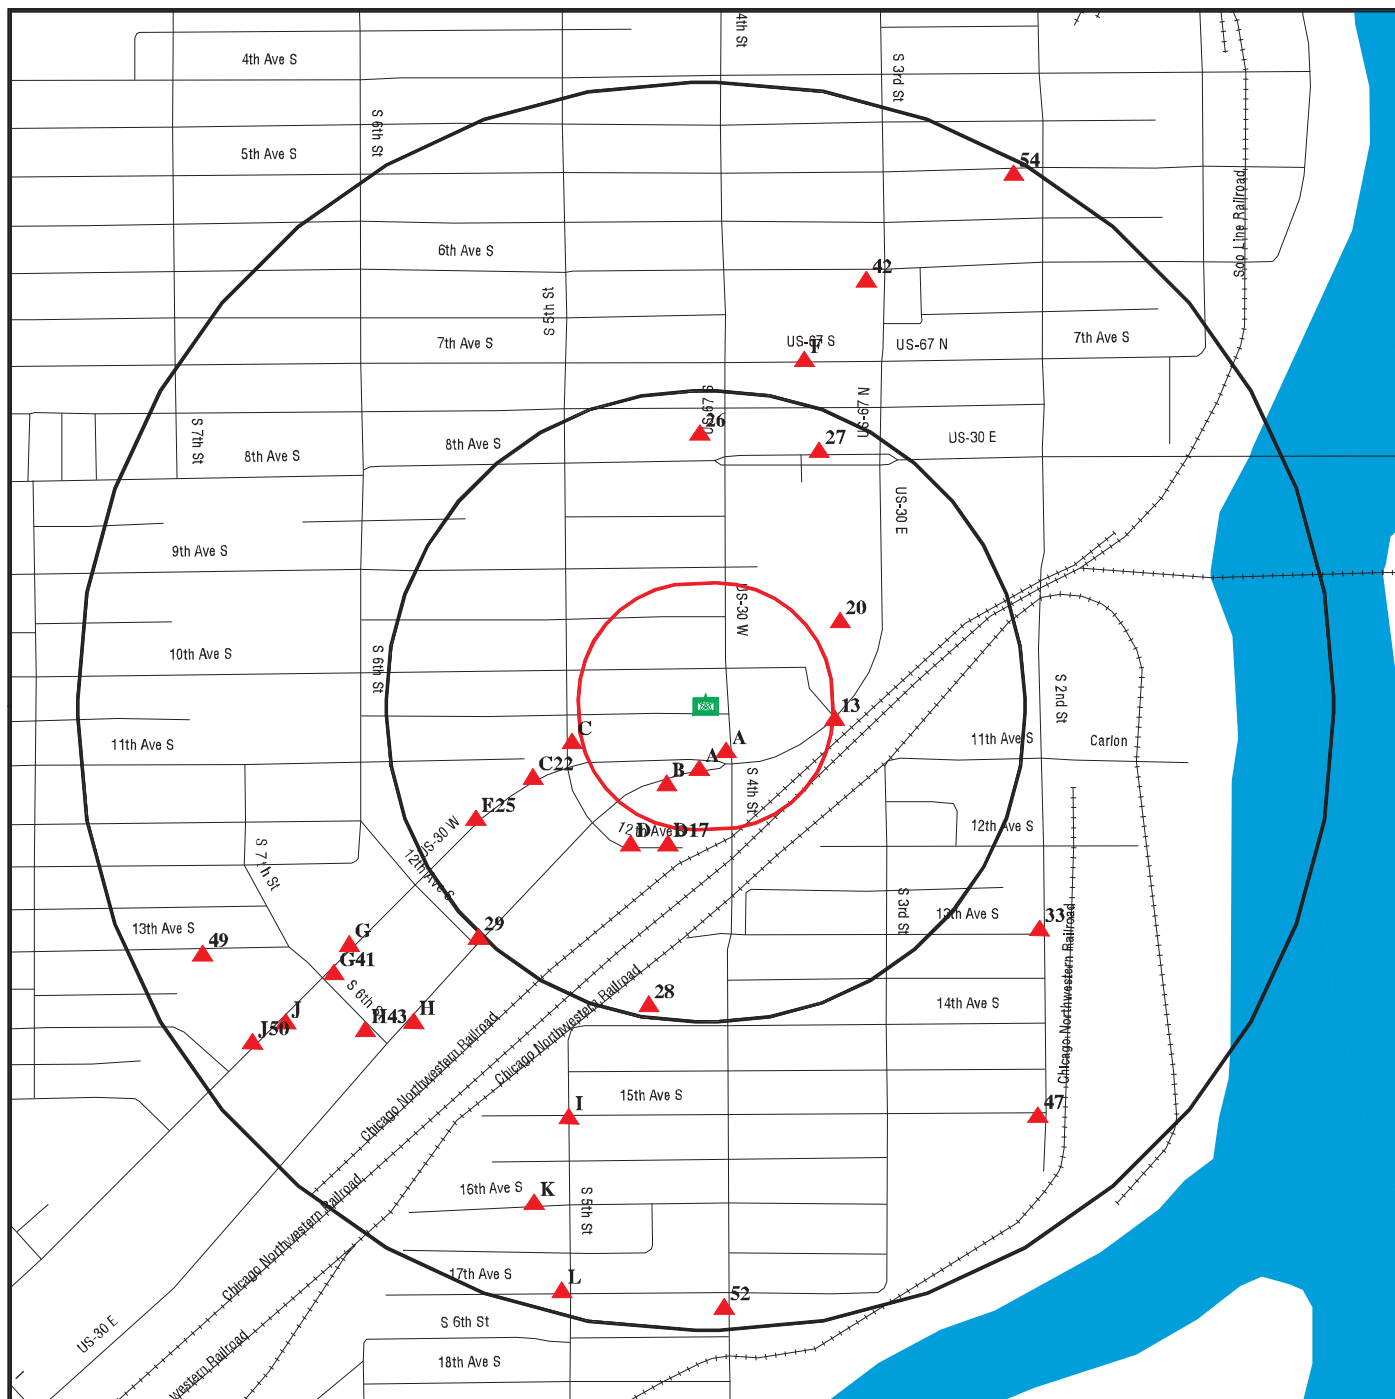 4th St
4th Ave S
S 3rd St
S 6th St
5th Ave S
54
Soo Line Railroad
6th Ave S
42
S 5th St
7th Ave S
US-67 S
F
US-67 N
7th Ave S
US-67 S
26
US-67 N
27
US-30 E
S 7th St
8th Ave S
8th Ave S
US-30 E
9th Ave S
US-30 W
20
10th Ave S
S 6th St
S 2nd St
13
11th Ave S
C
A
11th Ave S
Carlon
C22
A
B
S 4th St
E25
US-30 W
12th Ave S
D
D17
12th Ave
12th Ave S
S 7th St
13th Ave S
49
G
29
S 3rd St
13th Ave S
33
Chicago Northwestern Railroad
G41
S 6th St
28
14th Ave S
J
J50
H43
H
Chicago Northwestern Railroad
Chicago Northwestern Railroad
I
15th Ave S
47
16th Ave S
K
S 5th St
Chicago Northwestern Railroad
17th Ave S
L
52
US-30 E
S 6th St
18th Ave S
western Railroad